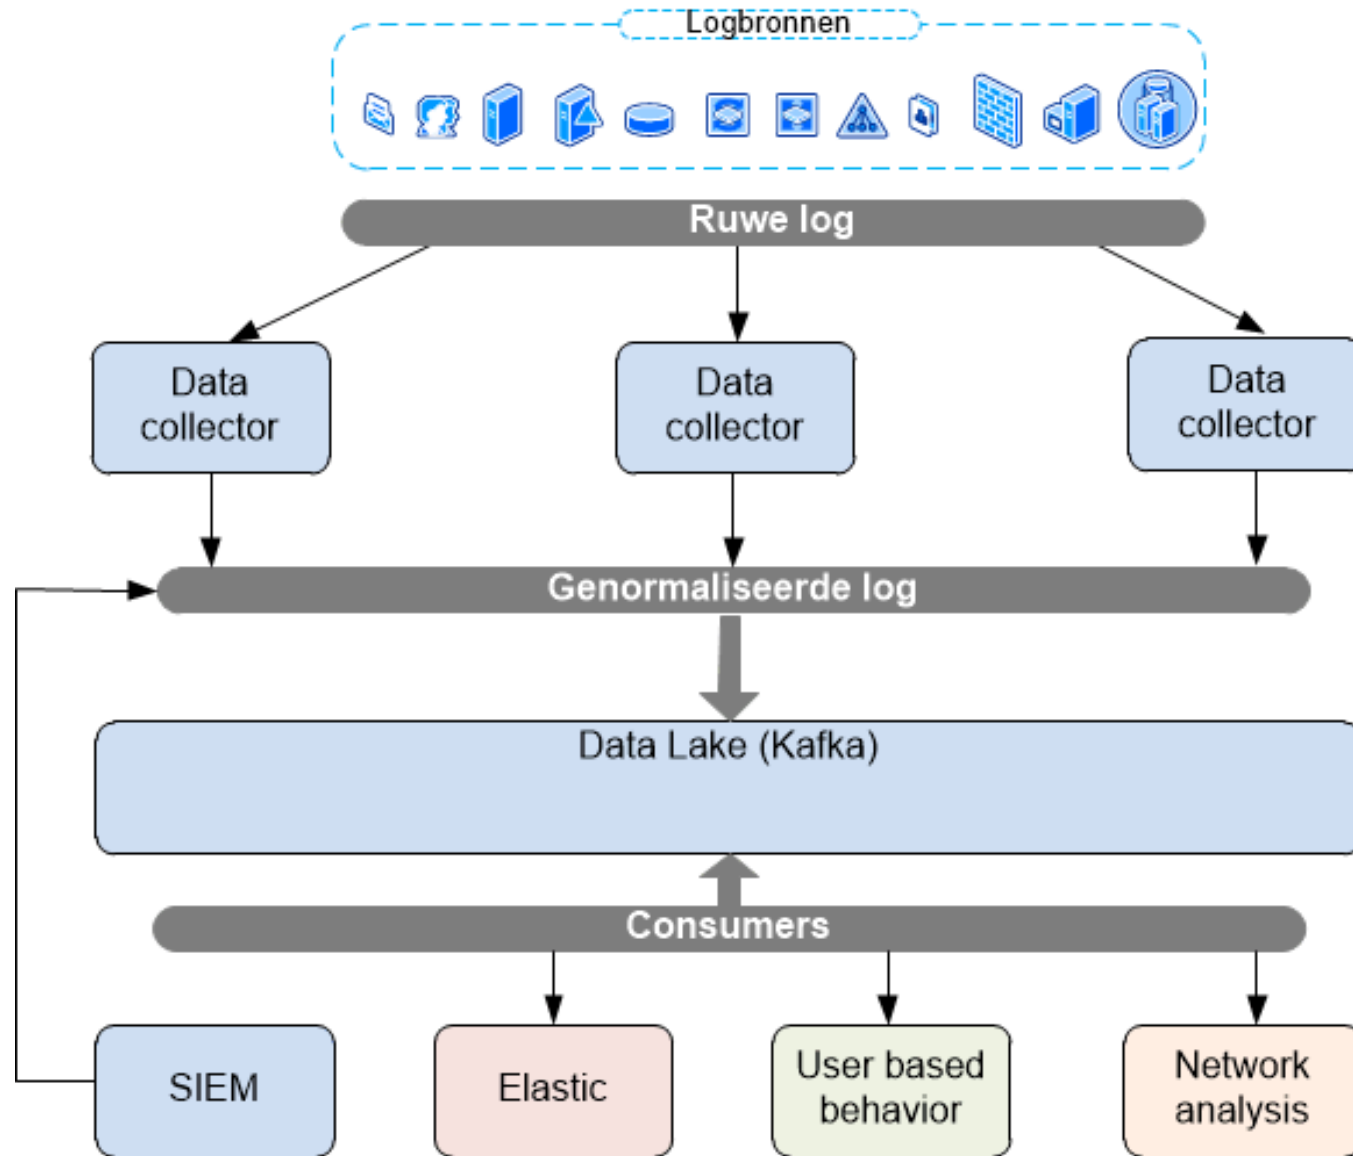 Logbronnen
Ruwe log
Data
collector
Data
collector
Data
collector
Genormaliseerde log
Data Lake (Kafka)
Consumers
SIEM
Elastic
User based
behavior
Network
analysis